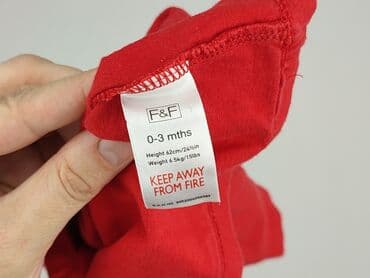 F&F
0-3 mths
Height 62cm/24½in
Weight 6.5kg/15lbs
KEEP AWAY
FROM FIRE